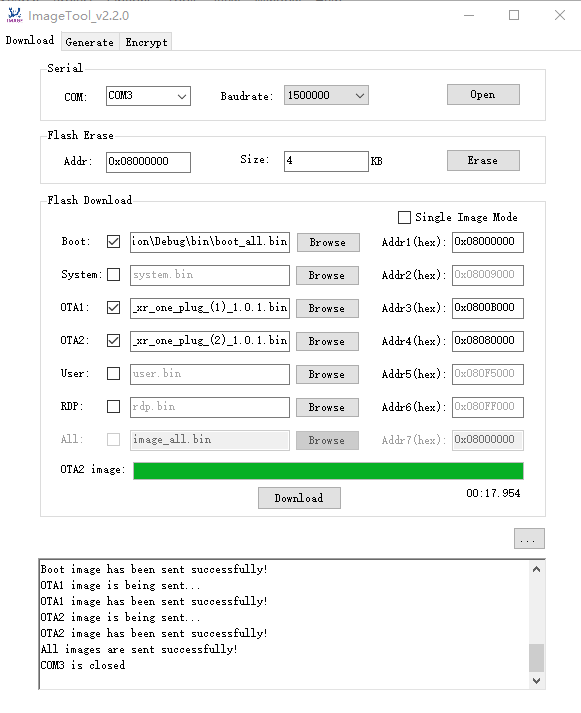 ImageTool_v2.2.0
Download Generate Encrypt
Serial
COM: COM3 Baudrate: 1500000 Open
Flash Erase
Addr: 0x08000000 Size: 4 KB Erase
Flash Download
Single Image Mode
Boot: ion\Debug\bin\boot_all.bin Browse Addr1(hex): 0x08000000
System: system.bin Browse Addr2(hex): 0x08009000
OTA1: _xr_one_plug_(1)_1.0.1.bin Browse Addr3(hex): 0x0800B000
OTA2: _xr_one_plug_(2)_1.0.1.bin Browse Addr4(hex): 0x08080000
User: user.bin Browse Addr5(hex): 0x080F5000
RDP: rdp.bin Browse Addr6(hex): 0x080FF000
All: image_all.bin Browse Addr7(hex): 0x08000000
OTA2 image:
Download 00:17.954
...
Boot image has been sent successfully!
OTA1 image is being sent...
OTA1 image has been sent successfully!
OTA2 image is being sent...
OTA2 image has been sent successfully!
All images are sent successfully!
COM3 is closed